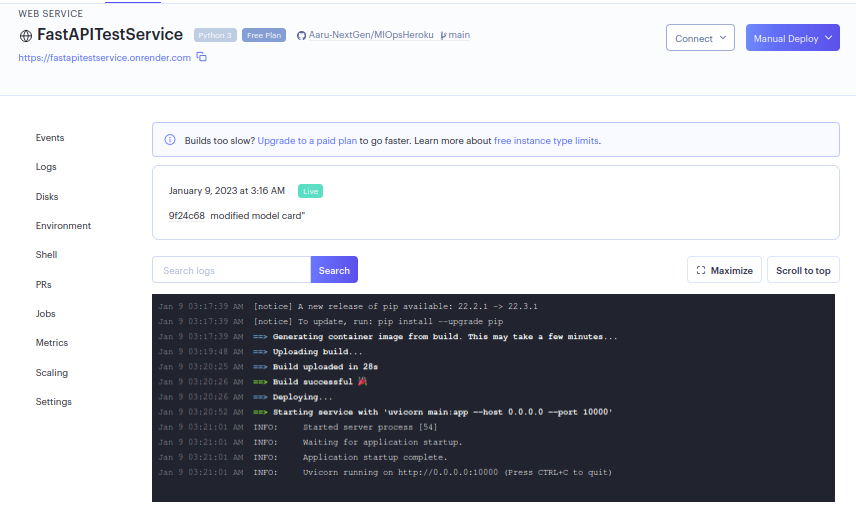 WEB SERVICE
FastAPITestService Python 3 Free Plan Aaru-NextGen/MlOpsHeroku main
Connect Manual Deploy
https://fastapitestservice.onrender.com
Events
Logs
Disks
Environment
Shell
PRs
Jobs
Metrics
Scaling
Settings
Builds too slow? Upgrade to a paid plan to go faster. Learn more about free instance type limits.
January 9, 2023 at 3:16 AM Live
9f24c68 modified model card"
Search logs Search Maximize Scroll to top
Jan 9 03:17:39 AM [notice] A new release of pip available: 22.2.1 -> 22.3.1
Jan 9 03:17:39 AM [notice] To update, run: pip install --upgrade pip
Jan 9 03:17:39 AM ==> Generating container image from build. This may take a few minutes...
Jan 9 03:19:48 AM ==> Uploading build...
Jan 9 03:20:25 AM ==> Build uploaded in 28s
Jan 9 03:20:26 AM ==> Build successful 🎉
Jan 9 03:20:26 AM ==> Deploying...
Jan 9 03:20:52 AM ==> Starting service with 'uvicorn main:app --host 0.0.0.0 --port 10000'
Jan 9 03:21:01 AM INFO: Started server process [54]
Jan 9 03:21:01 AM INFO: Waiting for application startup.
Jan 9 03:21:01 AM INFO: Application startup complete.
Jan 9 03:21:01 AM INFO: Uvicorn running on http://0.0.0.0:10000 (Press CTRL+C to quit)